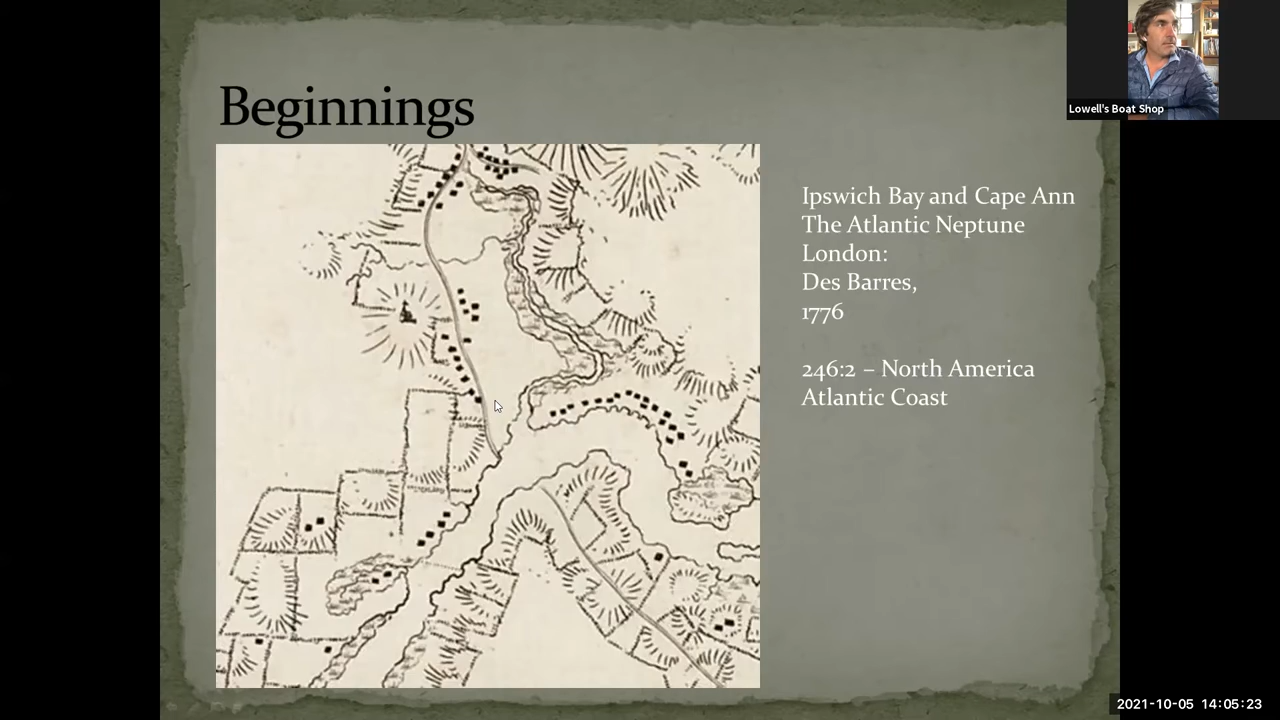 Beginnings
Lowell's Boat Shop
Ipswich Bay and Cape Ann
The Atlantic Neptune
London:
Des Barres,
1776
246:2 – North America
Atlantic Coast
2021-10-05 14:05:23